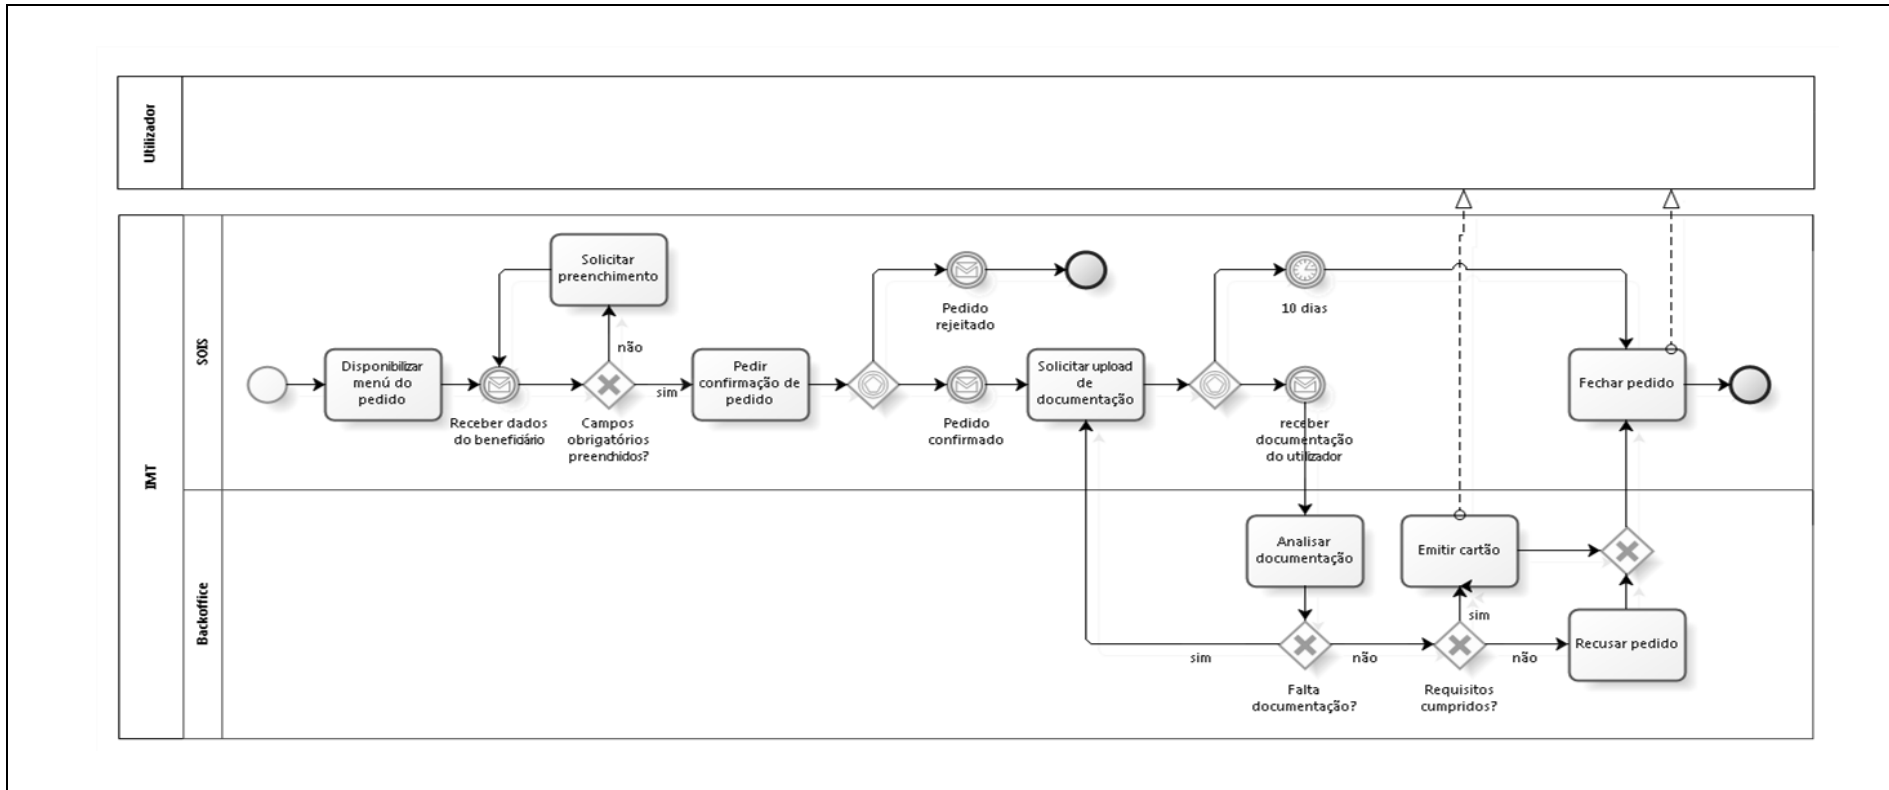 Utilizador
IMT
SOIS
Backoffice
Solicitar
preenchimento
não
Disponibilizar
menú do
pedido
Receber dados
do beneficiário
Campos
obrigatórios
preenchidos?
sim
Pedir
confirmação de
pedido
Pedido
rejeitado
Pedido
confirmado
Solicitar upload
de
documentação
10 dias
receber
documentação
do utilizador
Fechar pedido
Analisar
documentação
Falta
documentação?
sim
não
Emitir cartão
sim
Requisitos
cumpridos?
não
Recusar pedido